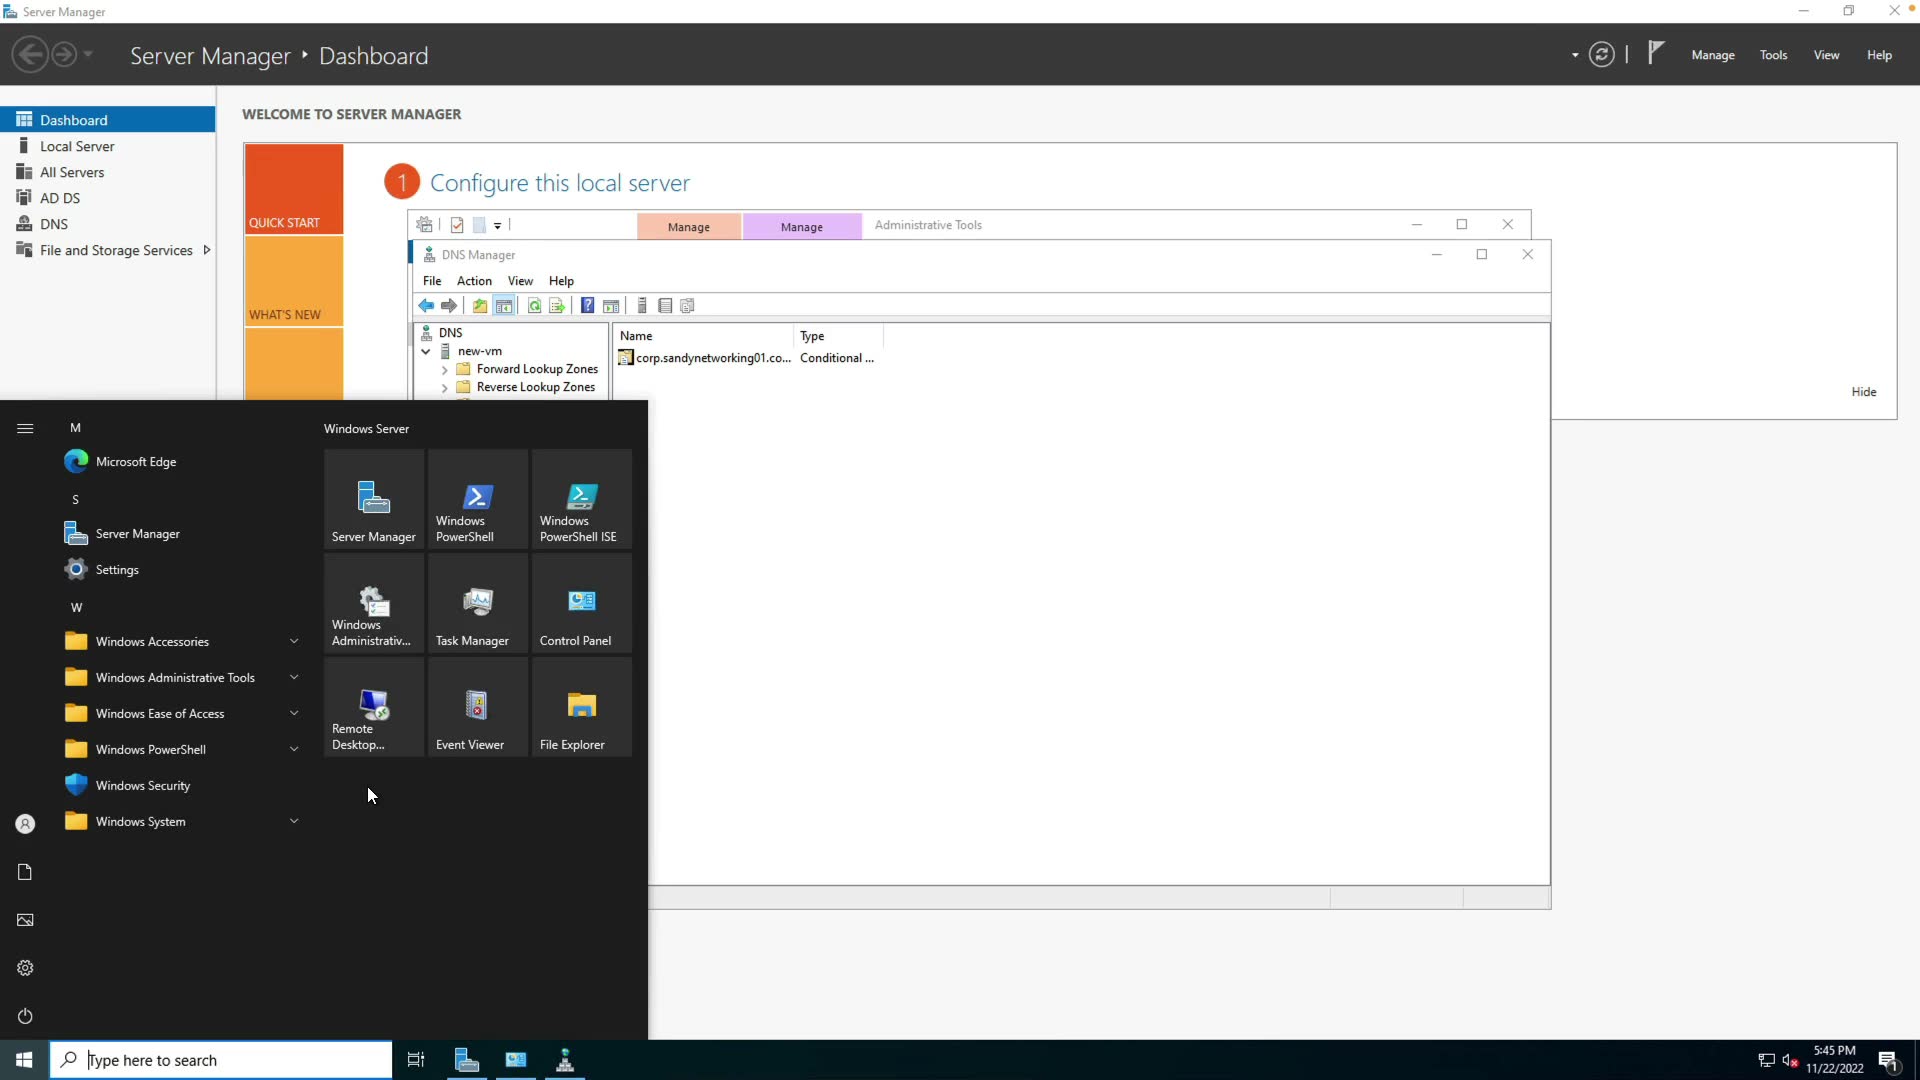 Server Manager
Server Manager ‣ Dashboard
Manage
Tools
View
Help
Dashboard
Local Server
All Servers
AD DS
DNS
File and Storage Services
WELCOME TO SERVER MANAGER
QUICK START
WHAT'S NEW
1 Configure this local server
Hide
Manage
Manage
Administrative Tools
DNS Manager
File
Action
View
Help
DNS
new-vm
Forward Lookup Zones
Reverse Lookup Zones
Name
Type
corp.sandynetworking01.co...
Conditional ...
M
Microsoft Edge
S
Server Manager
Settings
W
Windows Accessories
Windows Administrative Tools
Windows Ease of Access
Windows PowerShell
Windows Security
Windows System
Windows Server
Server Manager
Windows
PowerShell
Windows
PowerShell ISE
Windows
Administrativ...
Task Manager
Control Panel
Remote
Desktop...
Event Viewer
File Explorer
Type here to search
5:45 PM
11/22/2022
1